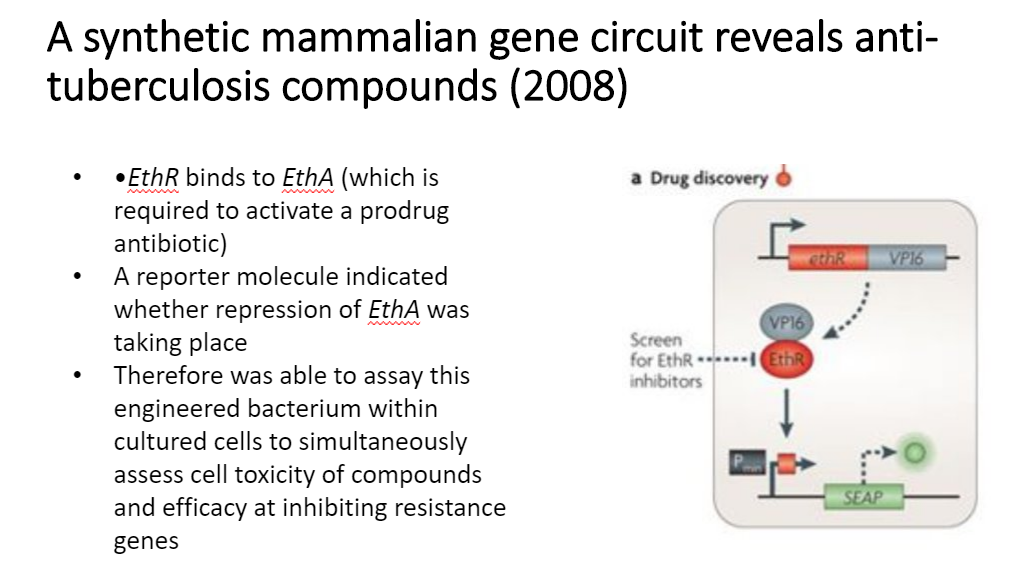 A synthetic mammalian gene circuit reveals anti-
tuberculosis compounds (2008)
• •EthR binds to EthA (which is
required to activate a prodrug
antibiotic)
• A reporter molecule indicated
whether repression of EthA was
taking place
• Therefore was able to assay this
engineered bacterium within
cultured cells to simultaneously
assess cell toxicity of compounds
and efficacy at inhibiting resistance
genes
a Drug discovery
ethR VP16
VP16
EthR
Screen
for EthR
inhibitors
Pmin
SEAP